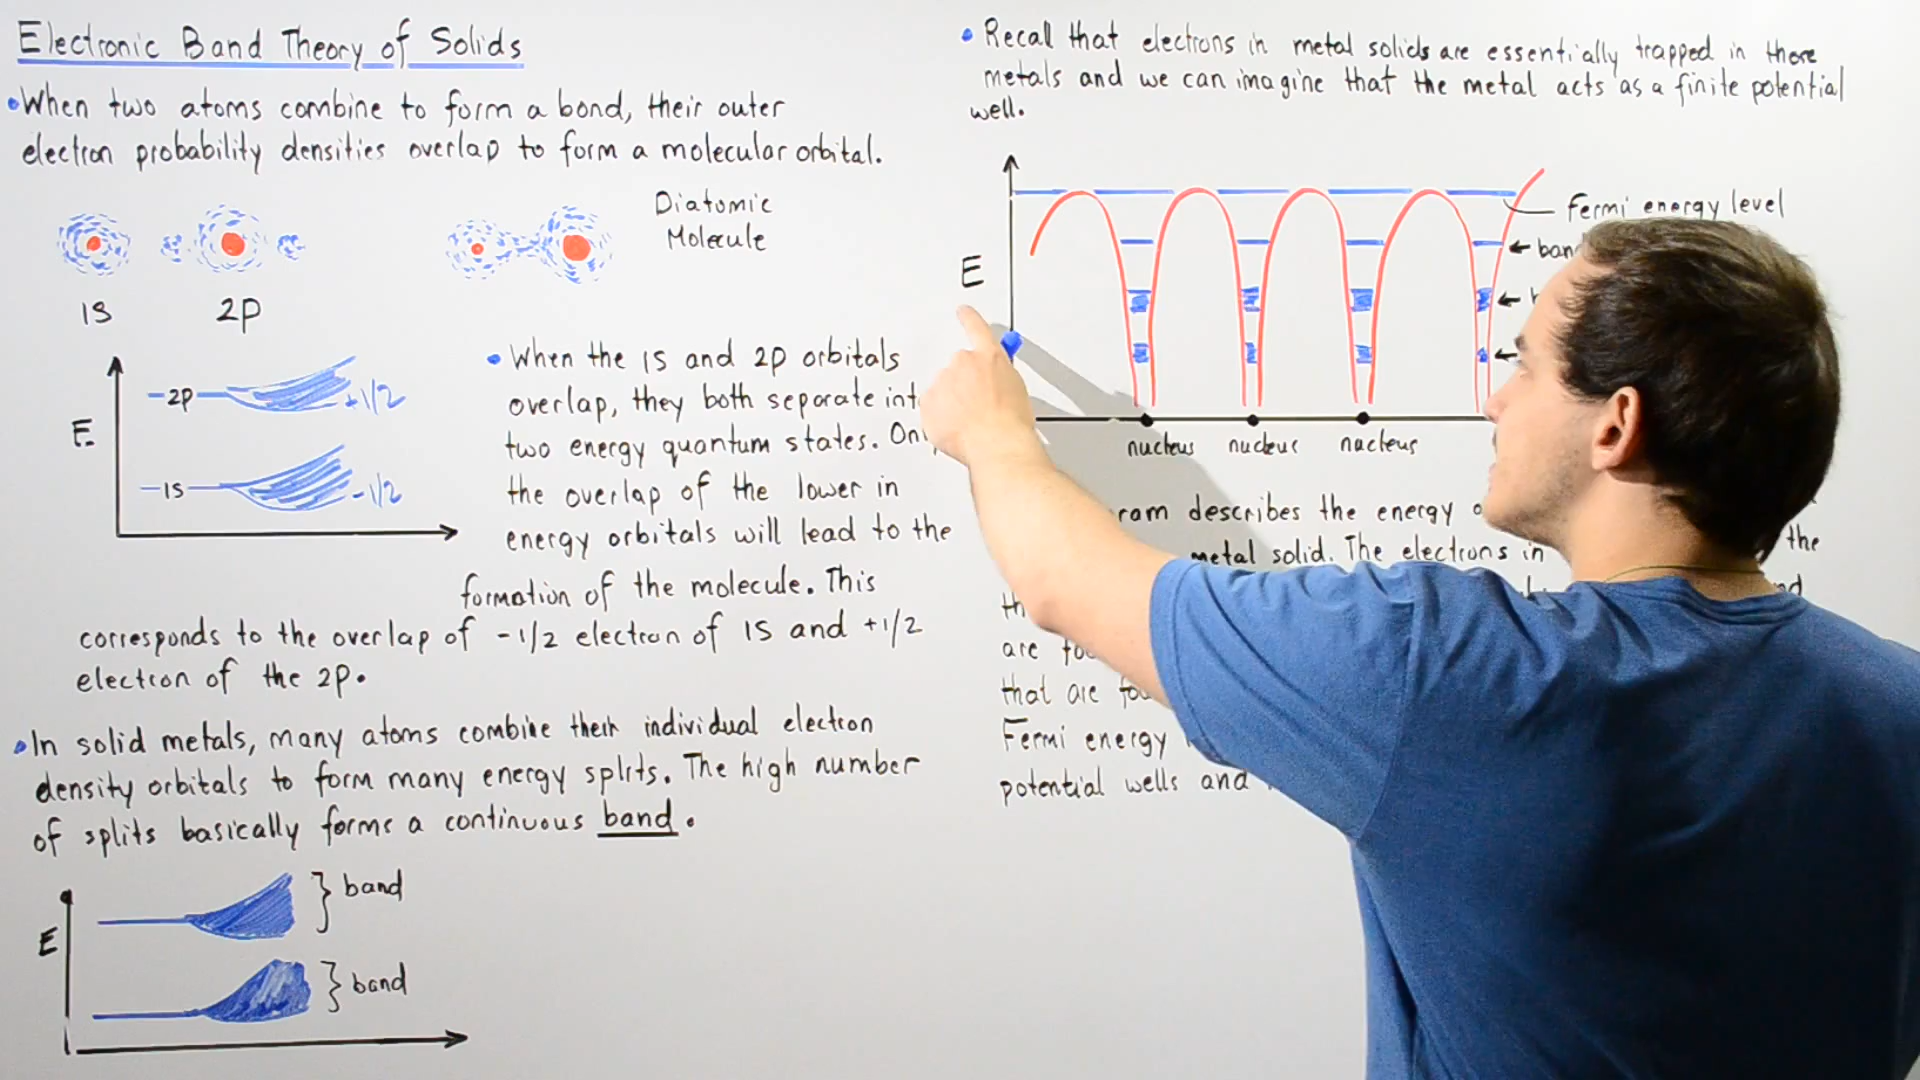 Electronic Band Theory of Solids
•When two atoms combine to form a bond, their outer
electron probability densities overlap to form a molecular orbital.
Diatomic
Molecule
1S 2p
• When the 1S and 2p orbitals
overlap, they both separate
two energy quantum states.
the overlap of the lower in
energy orbitals will lead to the
formation of the molecule. This
corresponds to the overlap of -1/2 electron of 1S and +1/2
electron of the 2p.
E
2p
+1/2
1S
-1/2
•In solid metals, many atoms combine their individual electron
density orbitals to form many energy splits. The high number
of splits basically forms a continuous band.
E
} band
} band
• Recall that electrons in metal solids are essentially trapped in there
metals and we can imagine that the metal acts as a finite potential
well.
E
Fermi energy level
nucleus nucleus nucleus
describes the energy
metal solid. The electrons in the
are
that are
Fermi energy
potential wells and